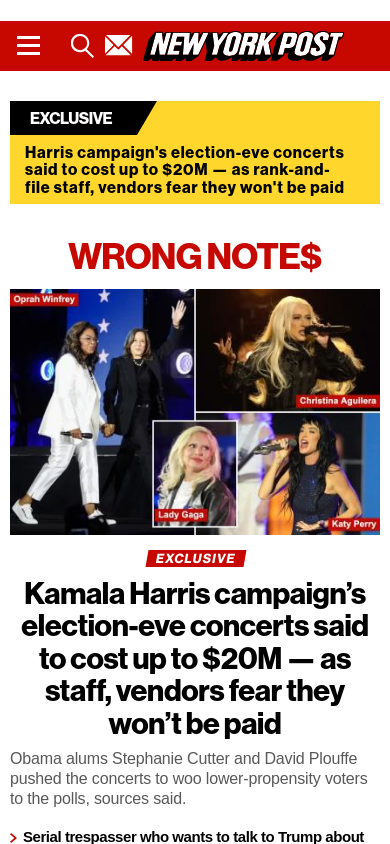 NEW YORK POST
EXCLUSIVE
Harris campaign's election-eve concerts
said to cost up to $20M — as rank-and-
file staff, vendors fear they won't be paid
WRONG NOTE$
Oprah Winfrey
Christina Aguilera
Lady Gaga
Katy Perry
EXCLUSIVE
Kamala Harris campaign’s
election-eve concerts said
to cost up to $20M — as
staff, vendors fear they
won’t be paid
Obama alums Stephanie Cutter and David Plouffe
pushed the concerts to woo lower-propensity voters
to the polls, sources said.
Serial trespasser who wants to talk to Trump about